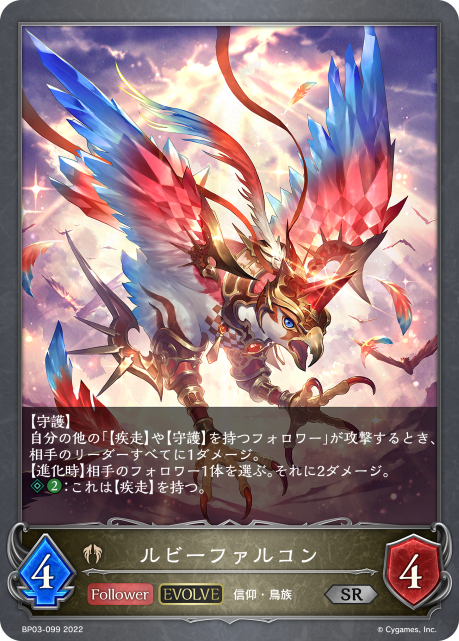 【守護】
自分の他の「【疾走】や【守護】を持つフォロワー」が攻撃するとき、
相手のリーダーすべてに1ダメージ。
【進化時】相手のフォロワー1体を選ぶ。それに2ダメージ。
2：これは【疾走】を持つ。
ルビーファルコン
4
4
Follower EVOLVE 信仰・鳥族 SR
BP03-099 2022 © Cygames, Inc.